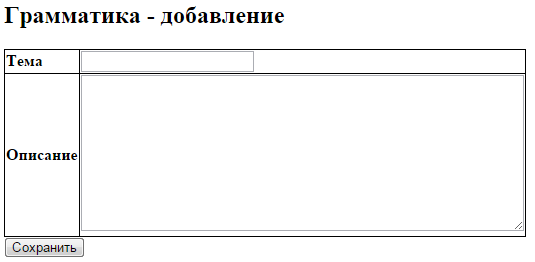 Грамматика - добавление
Тема
Описание
Сохранить